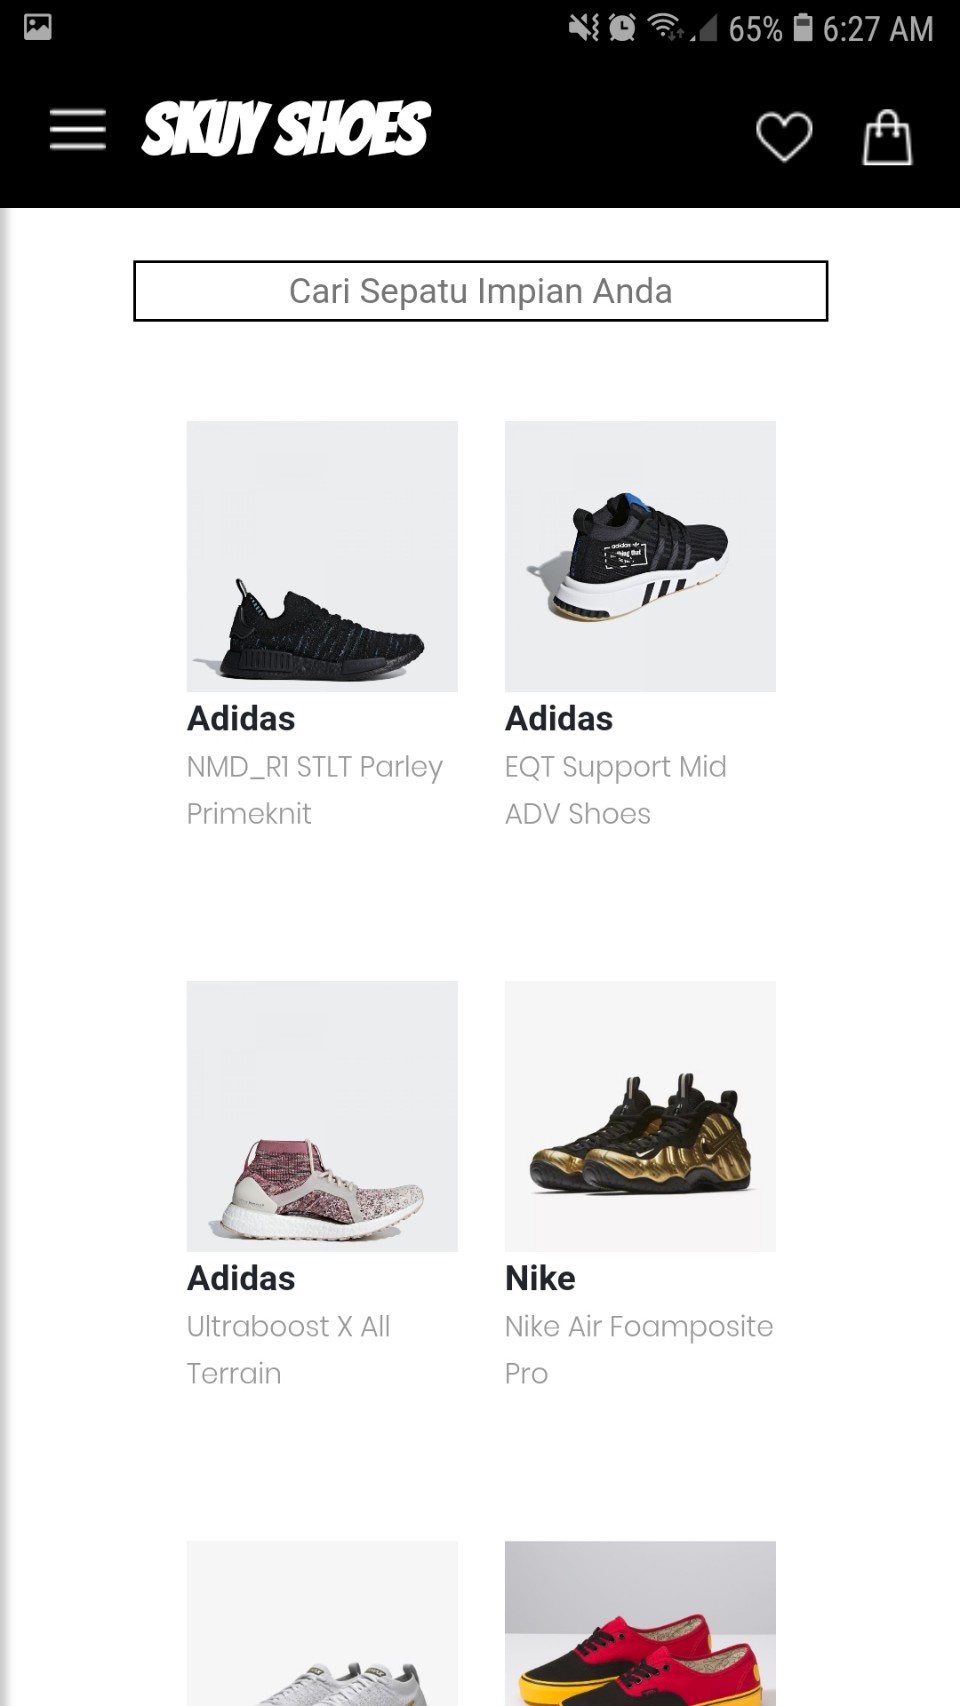 65% 6:27 AM
SKUY SHOES
Cari Sepatu Impian Anda
adidas
Adidas
Adidas
NMD_R1 STLT Parley
Primeknit
EQT Support Mid
ADV Shoes
Adidas
Nike
Ultraboost X All
Terrain
Nike Air Foamposite
Pro